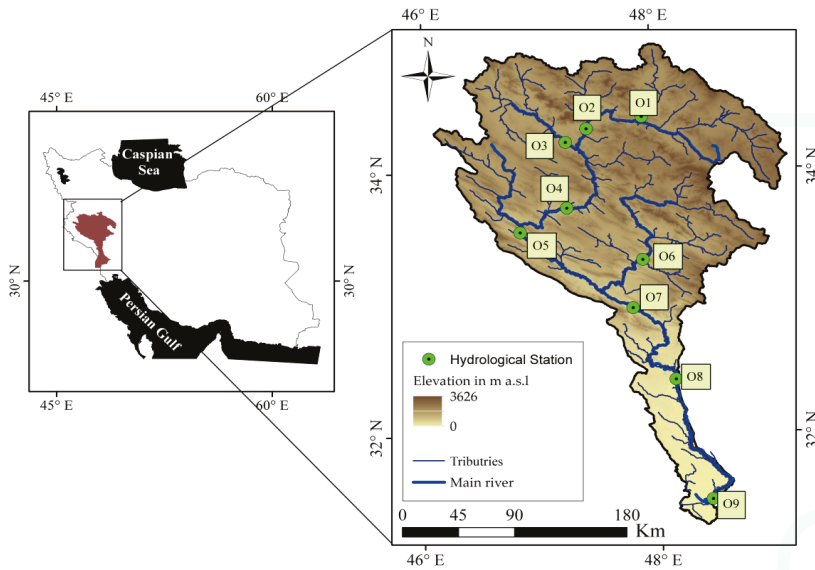 45° E
60° E
Caspian
Sea
30° N
Persian Gulf
30° N
45° E
60° E
46° E
48° E
N
O1
O2
O3
34° N
34° N
O4
O5
O6
O7
O8
O9
32° N
32° N
Hydrological Station
Elevation in m a.s.l
3626
0
Tributries
Main river
0
45
90
180
Km
46° E
48° E